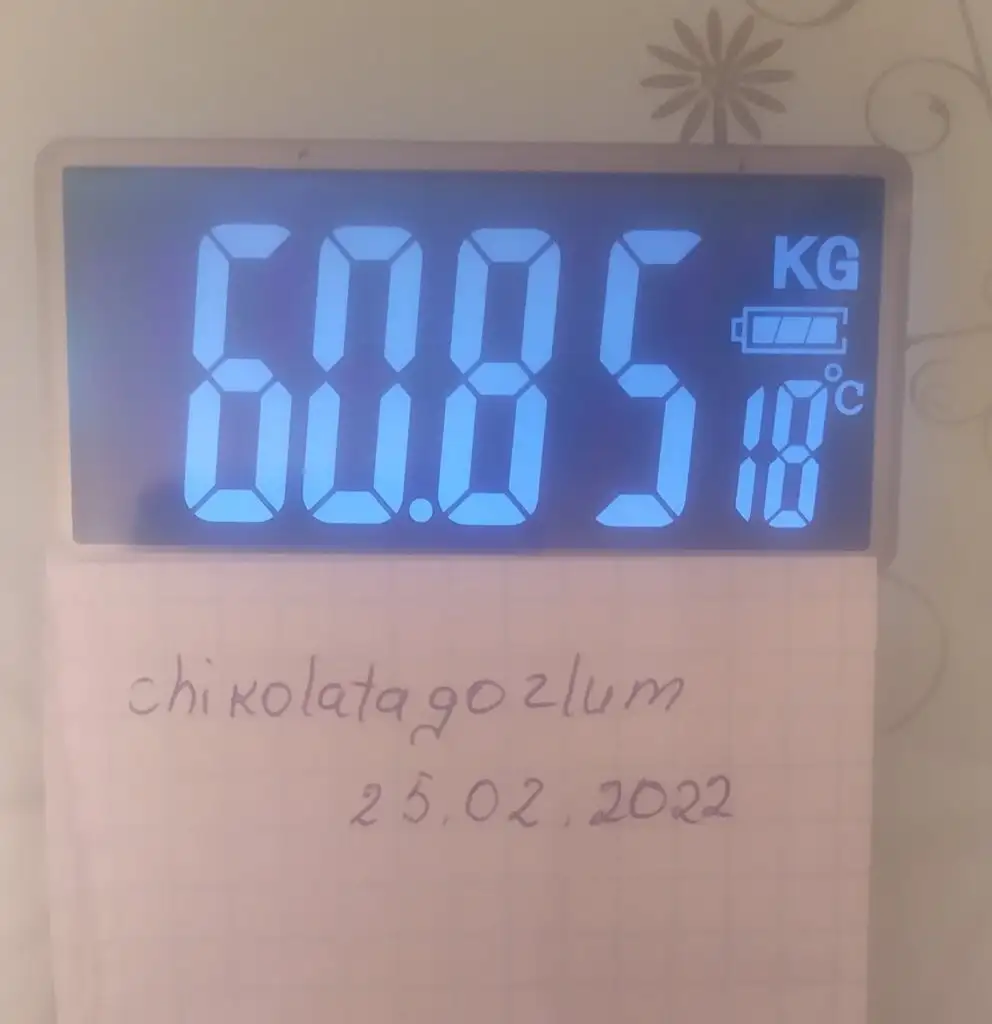 60.85 KG
18 °C
chikolatagozlum
25.02.2022